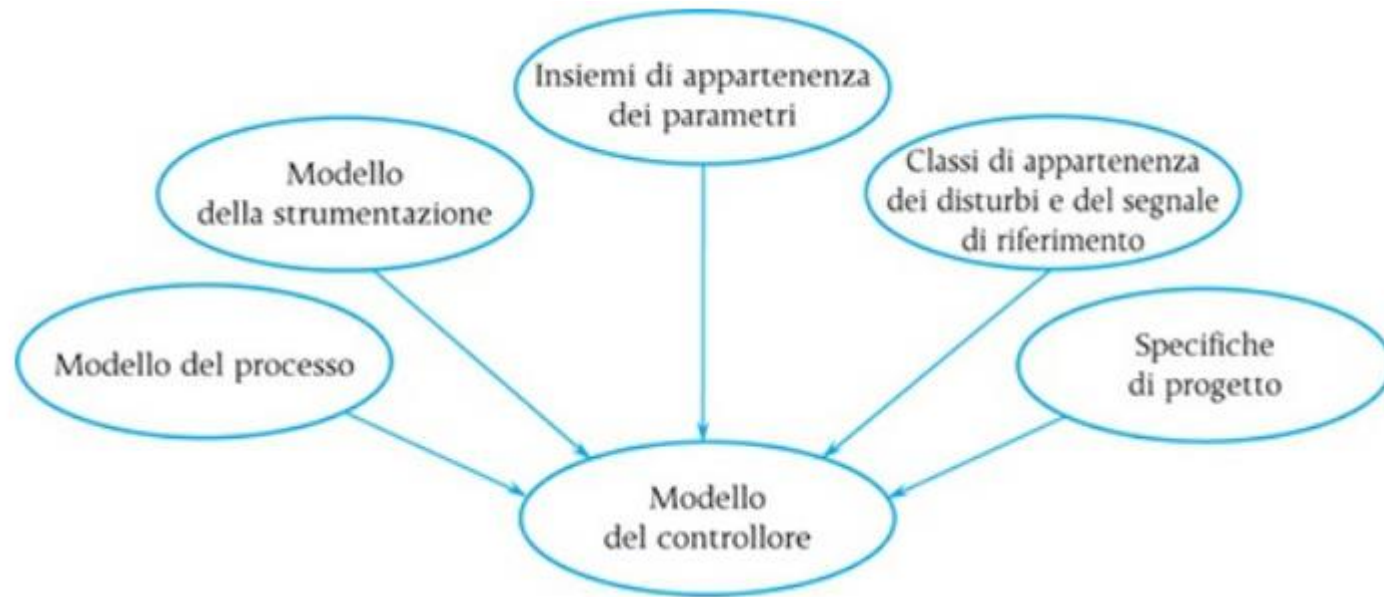 Insiemi di appartenenza
dei parametri
Modello
della strumentazione
Classi di appartenenza
dei disturbi e del segnale
di riferimento
Modello del processo
Specifiche
di progetto
Modello
del controllore